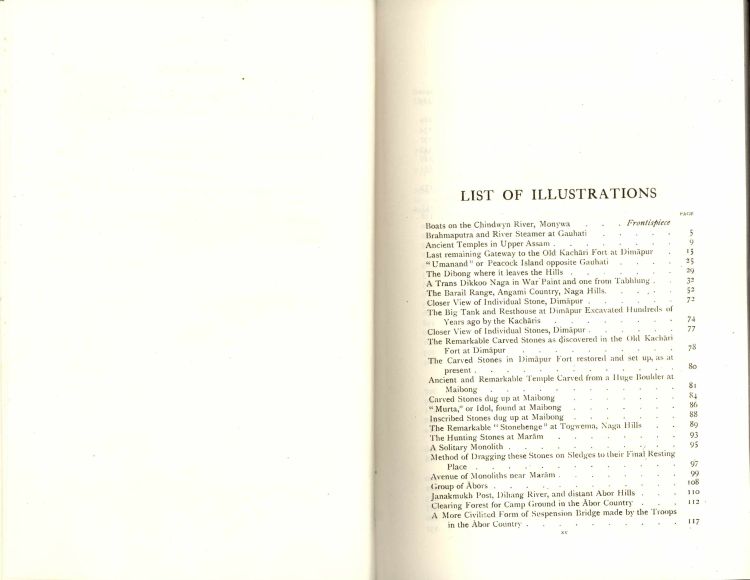 LIST OF ILLUSTRATIONS
PAGE
Boats on the Chindwyn River, Monywa . . . Frontispiece
Brahmaputra and River Steamer at Gauhati . . . . . 5
Ancient Temples in Upper Assam . . . . . . . 9
Last remaining Gateway to the Old Kachāri Fort at Dimāpur . 15
"Umanand" or Peacock Island opposite Gauhati . . . . 25
The Dibong where it leaves the Hills . . . . . . 29
A Trans Dikkoo Naga in War Paint and one from Tabhlung . . 32
The Barail Range, Angami Country, Naga Hills. . . . . 52
Closer View of Individual Stone, Dimāpur . . . . . 72
The Big Tank and Resthouse at Dimāpur Excavated Hundreds of
Years ago by the Kachāris . . . . . . . 74
Closer View of Individual Stones, Dimāpur . . . . . 77
The Remarkable Carved Stones as discovered in the Old Kachāri
Fort at Dimāpur . . . . . . . . 78
The Carved Stones in Dimāpur Fort restored and set up, as at
present . . . . . . . . . . 80
Ancient and Remarkable Temple Carved from a Huge Boulder at
Maibong . . . . . . . . . 81
Carved Stones dug up at Maibong . . . . . . 84
"Murta," or Idol, found at Maibong . . . . . . 86
Inscribed Stones dug up at Maibong . . . . . . 88
The Remarkable "Stonehenge" at Togwema, Naga Hills . . 89
The Hunting Stones at Marām . . . . . . . 93
A Solitary Monolith . . . . . . . . . 95
Method of Dragging these Stones on Sledges to their Final Resting
Place . . . . . . . . . . 97
Avenue of Monoliths near Marām . . . . . . . 99
Group of Ābors . . . . . . . . . . 108
Janakmukh Post, Dihang River, and distant Abor Hills . . . 110
Clearing Forest for Camp Ground in the Ābor Country . . . 112
A More Civilized Form of Suspension Bridge made by the Troops
in the Ābor Country . . . . . . . . 117
xv